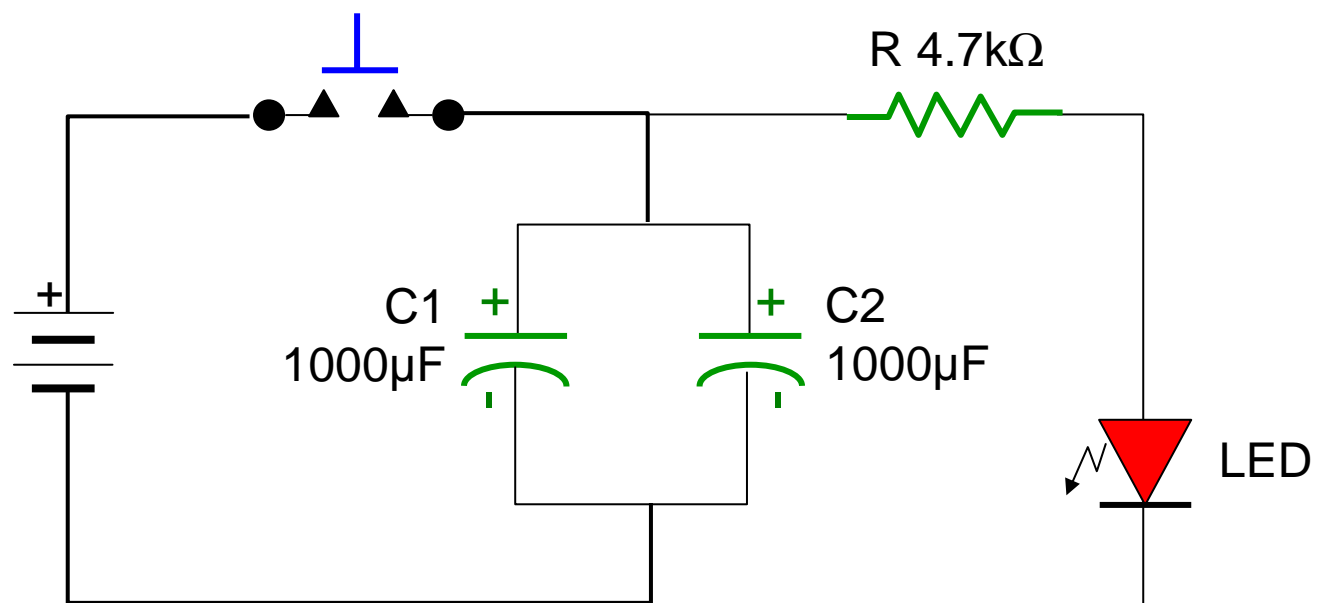 R 4.7kΩ
+
C1
1000µF
+
-
+
-
C2
1000µF
LED